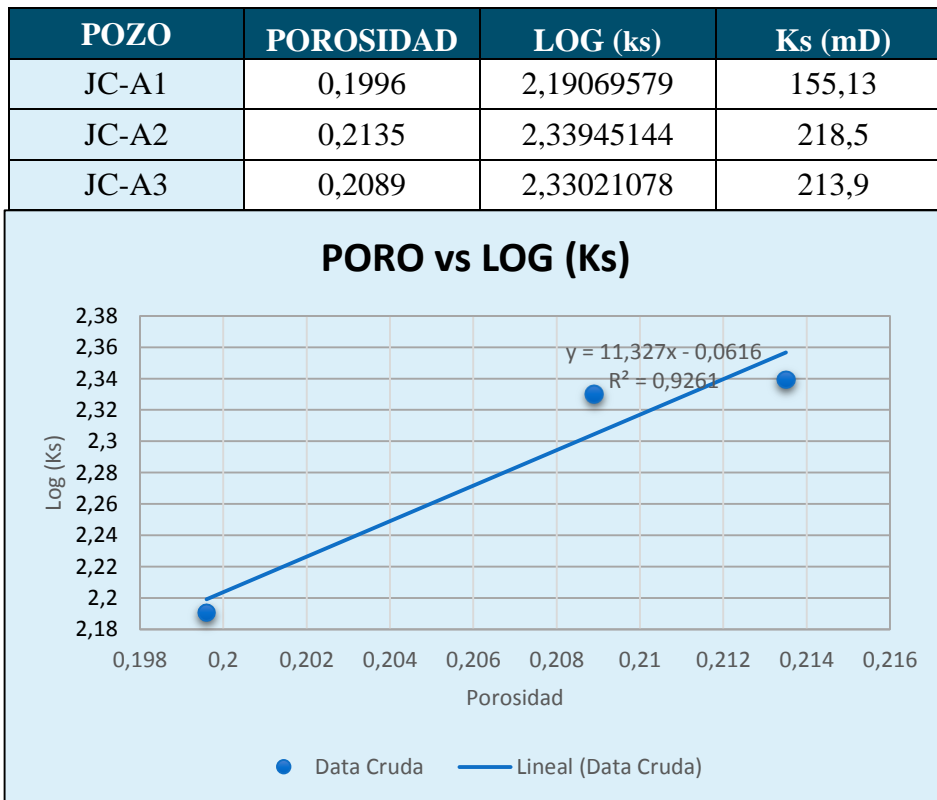 POZO POROSIDAD LOG (ks) Ks (mD)
JC-A1 0,1996 2,19069579 155,13
JC-A2 0,2135 2,33945144 218,5
JC-A3 0,2089 2,33021078 213,9
PORO vs LOG (Ks)
2,38
2,36
y = 11,327x - 0,0616
2,34
R² = 0,9261
2,32
2,3
2,28
2,26
2,24
2,22
2,2
2,18
Log (Ks)
0,198 0,2 0,202 0,204 0,206 0,208 0,21 0,212 0,214 0,216
Porosidad
Data Cruda Lineal (Data Cruda)